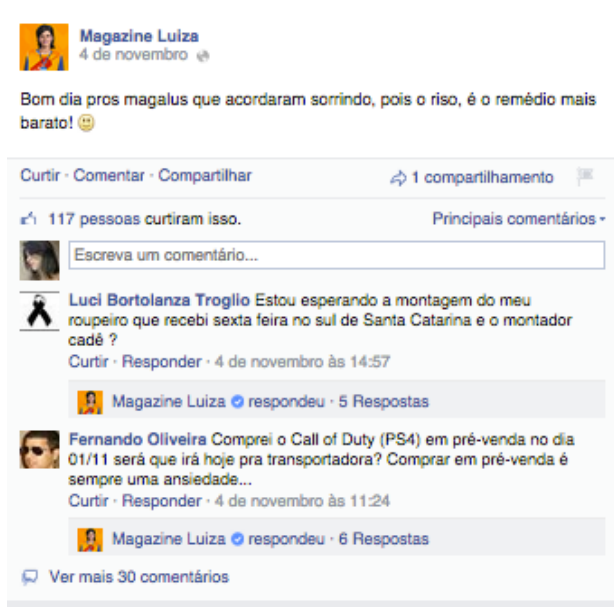 Magazine Luiza
4 de novembro
Bom dia pros magalus que acordaram sorrindo, pois o riso, é o remédio mais
barato!
Curtir · Comentar · Compartilhar
1 compartilhamento
117 pessoas curtiram isso.
Principais comentários
Escreva um comentário...
Luci Bortolanza Troglio Estou esperando a montagem do meu
roupeiro que recebi sexta feira no sul de Santa Catarina e o montador
cadê ?
Curtir · Responder · 4 de novembro às 14:57
Magazine Luiza respondeu · 5 Respostas
Fernando Oliveira Comprei o Call of Duty (PS4) em pré-venda no dia
01/11 será que irá hoje pra transportadora? Comprar em pré-venda é
sempre uma ansiedade...
Curtir · Responder · 4 de novembro às 11:24
Magazine Luiza respondeu · 6 Respostas
Ver mais 30 comentários